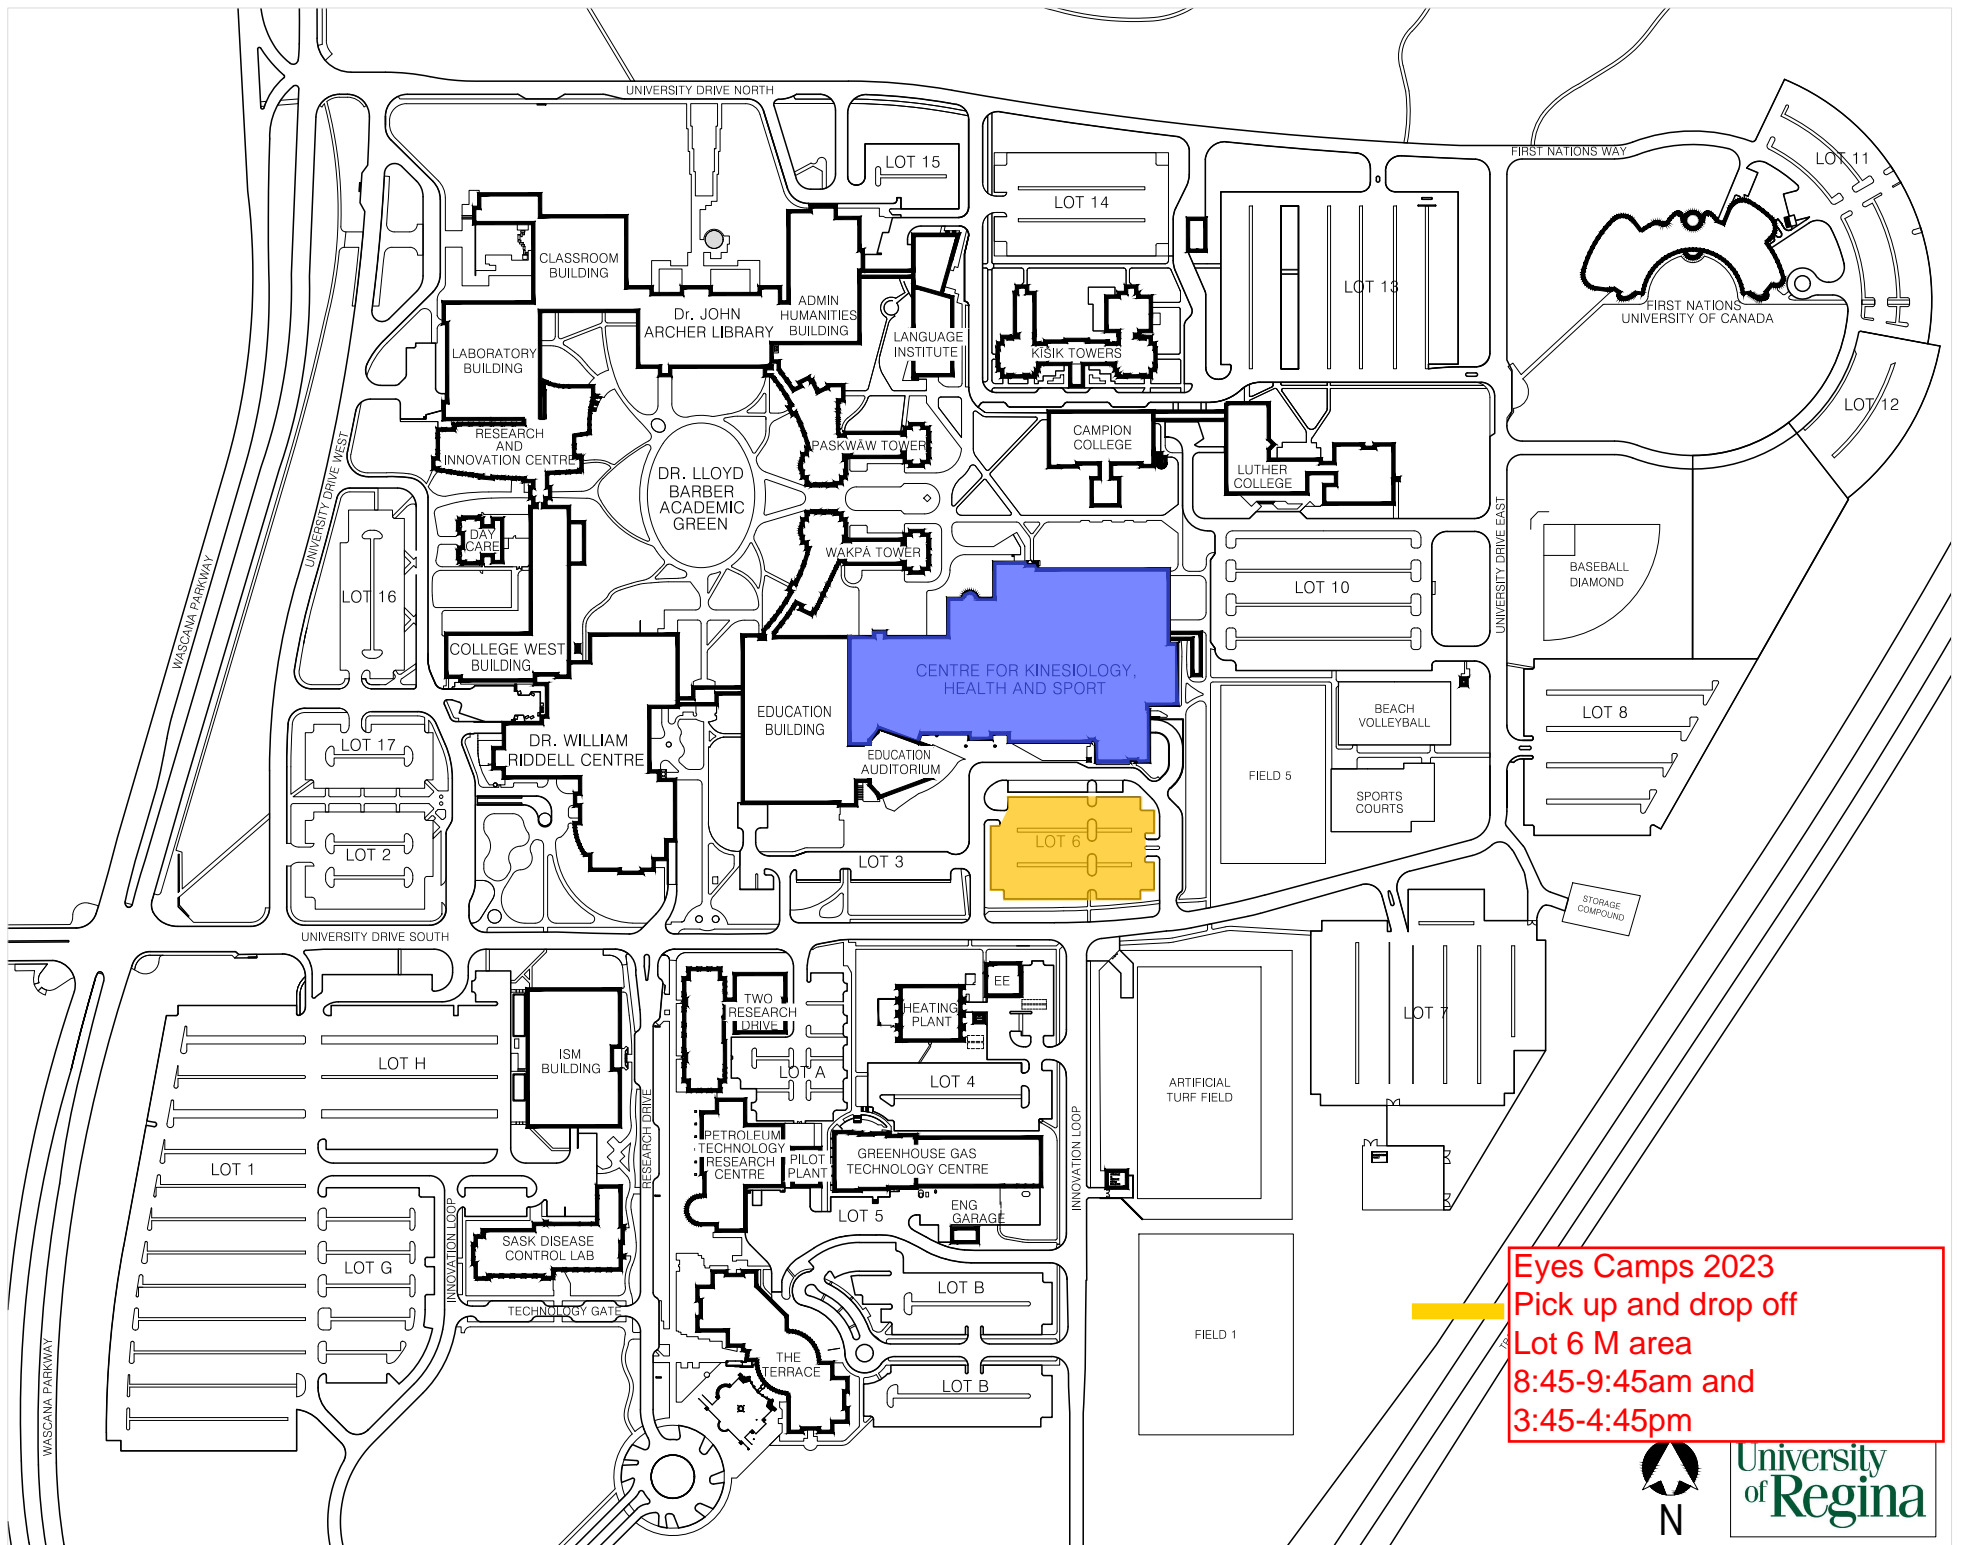 UNIVERSITY DRIVE NORTH
FIRST NATIONS WAY
LOT 11
LOT 15
LOT 14
CLASSROOM
BUILDING
LOT 13
ADMIN
HUMANITIES
BUILDING
Dr. JOHN
ARCHER LIBRARY
FIRST NATIONS
UNIVERSITY OF CANADA
LANGUAGE
INSTITUTE
KĪSIK TOWERS
LABORATORY
BUILDING
LOT 12
RESEARCH
AND
INNOVATION CENTRE
PASKWĀW TOWER
CAMPION
COLLEGE
LUTHER
COLLEGE
DR. LLOYD
BARBER
ACADEMIC
GREEN
UNIVERSITY DRIVE WEST
UNIVERSITY DRIVE EAST
DAY
CARE
WAKPÁ TOWER
BASEBALL
DIAMOND
LOT 10
LOT 16
WASCANA PARKWAY
COLLEGE WEST
BUILDING
CENTRE FOR KINESIOLOGY,
HEALTH AND SPORT
EDUCATION
BUILDING
BEACH
VOLLEYBALL
LOT 8
LOT 17
DR. WILLIAM
RIDDELL CENTRE
EDUCATION
AUDITORIUM
FIELD 5
SPORTS
COURTS
LOT 2
LOT 3
LOT 6
STORAGE
COMPOUND
UNIVERSITY DRIVE SOUTH
TWO
RESEARCH
DRIVE
EE
HEATING
PLANT
LOT 7
LOT H
ISM
BUILDING
LOT A
LOT 4
ARTIFICIAL
TURF FIELD
RESEARCH DRIVE
PETROLEUM
TECHNOLOGY
RESEARCH
CENTRE
PILOT
PLANT
GREENHOUSE GAS
TECHNOLOGY CENTRE
INNOVATION LOOP
LOT 1
LOT 5
ENG
GARAGE
INNOVATION LOOP
SASK DISEASE
CONTROL LAB
LOT G
LOT B
TECHNOLOGY GATE
FIELD 1
THE
TERRACE
LOT B
WASCANA PARKWAY
Eyes Camps 2023
Pick up and drop off
Lot 6 M area
8:45-9:45am and
3:45-4:45pm
N
University
of Regina